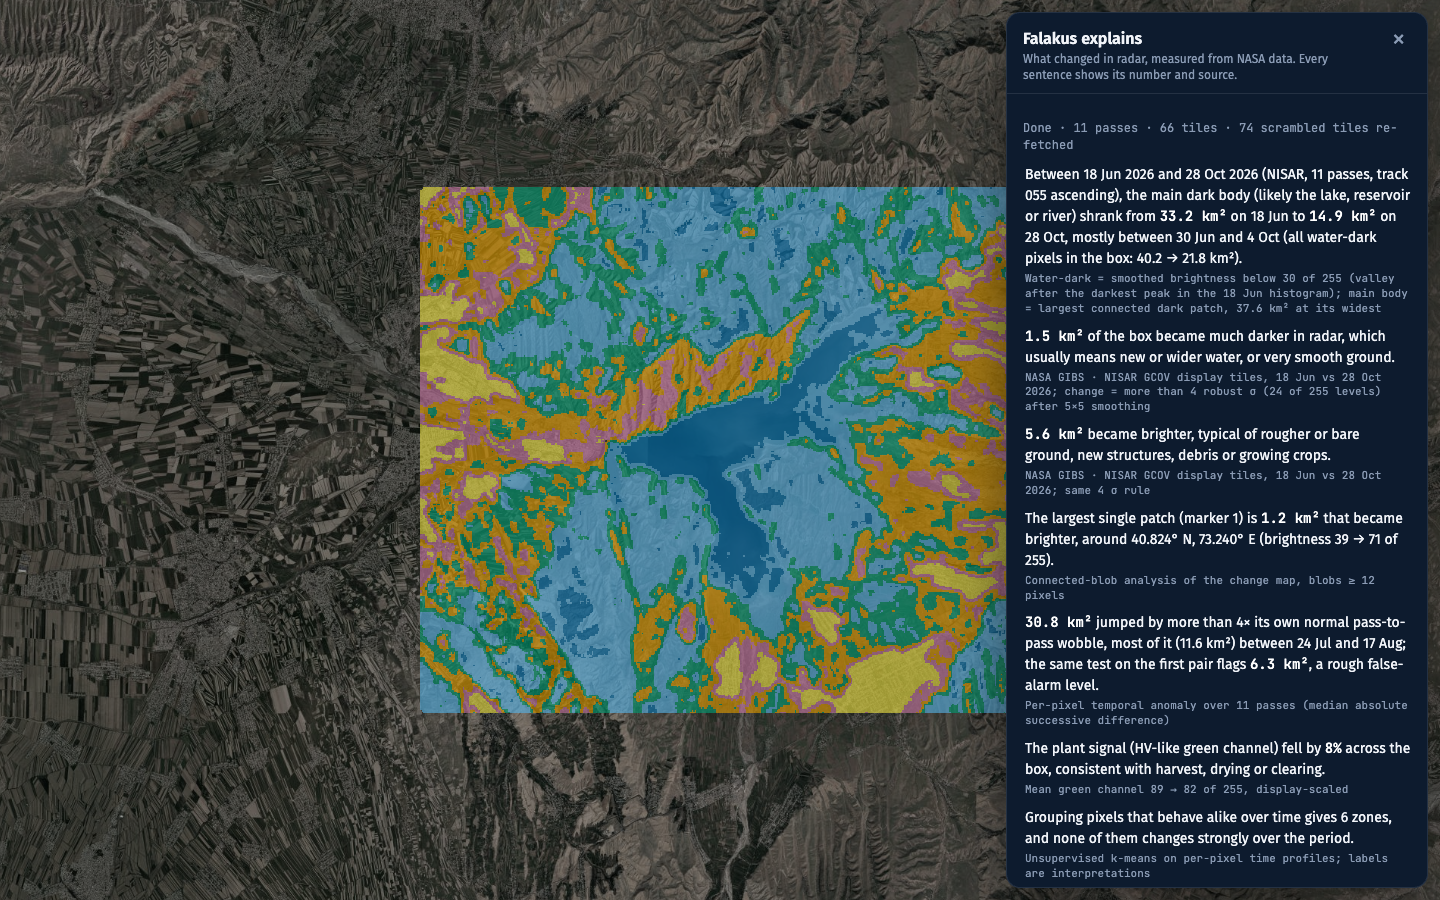 Falakus explains
What changed in radar, measured from NASA data. Every
sentence shows its number and source.
×
Done · 11 passes · 66 tiles · 74 scrambled tiles re-
fetched
Between 18 Jun 2026 and 28 Oct 2026 (NISAR, 11 passes, track
055 ascending), the main dark body (likely the lake, reservoir
or river) shrank from 33.2 km² on 18 Jun to 14.9 km² on
28 Oct, mostly between 30 Jun and 4 Oct (all water-dark
pixels in the box: 40.2 → 21.8 km²).
Water-dark = smoothed brightness below 30 of 255 (valley
after the darkest peak in the 18 Jun histogram); main body
= largest connected dark patch, 37.6 km² at its widest
1.5 km² of the box became much darker in radar, which
usually means new or wider water, or very smooth ground.
NASA GIBS · NISAR GCOV display tiles, 18 Jun vs 28 Oct
2026; change = more than 4 robust σ (24 of 255 levels)
after 5×5 smoothing
5.6 km² became brighter, typical of rougher or bare
ground, new structures, debris or growing crops.
NASA GIBS · NISAR GCOV display tiles, 18 Jun vs 28 Oct
2026; same 4 σ rule
The largest single patch (marker 1) is 1.2 km² that became
brighter, around 40.824° N, 73.240° E (brightness 39 → 71 of
255).
Connected-blob analysis of the change map, blobs ≥ 12
pixels
30.8 km² jumped by more than 4× its own normal pass-to-
pass wobble, most of it (11.6 km²) between 24 Jul and 17 Aug;
the same test on the first pair flags 6.3 km², a rough false-
alarm level.
Per-pixel temporal anomaly over 11 passes (median absolute
successive difference)
The plant signal (HV-like green channel) fell by 8% across the
box, consistent with harvest, drying or clearing.
Mean green channel 89 → 82 of 255, display-scaled
Grouping pixels that behave alike over time gives 6 zones,
and none of them changes strongly over the period.
Unsupervised k-means on per-pixel time profiles; labels
are interpretations